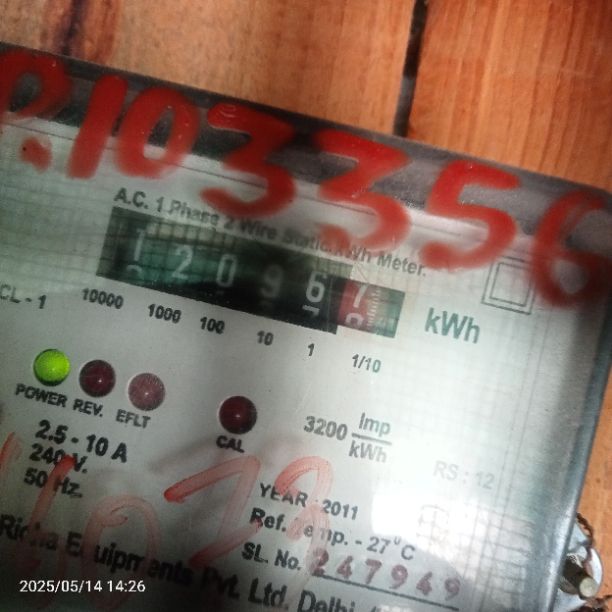 P.103356
A.C. 1 Phase 2 Wire Static kWh Meter.
1 2 0 9 6 7 kWh
CL - 1 10000 1000 100 10 1 1/10
POWER REV. EFLT CAL
3200 Imp/kWh
2.5 - 10 A
240 V.
50 Hz.
RS : 12
YEAR : 2011
Ref. Temp. - 27°C
SL. No. 247949
Equipments Pvt. Ltd. Delhi
2025/05/14 14:26